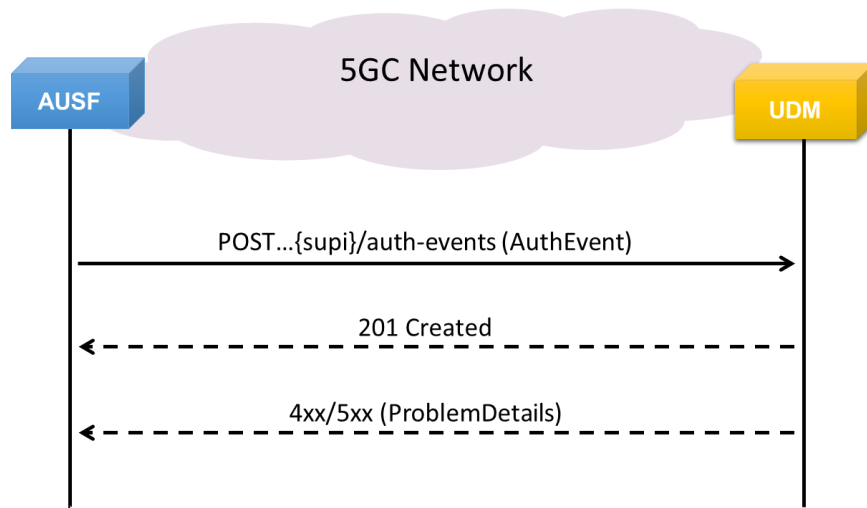 5GC Network
AUSF
UDM
POST...{supi}/auth-events (AuthEvent)
201 Created
4xx/5xx (ProblemDetails)